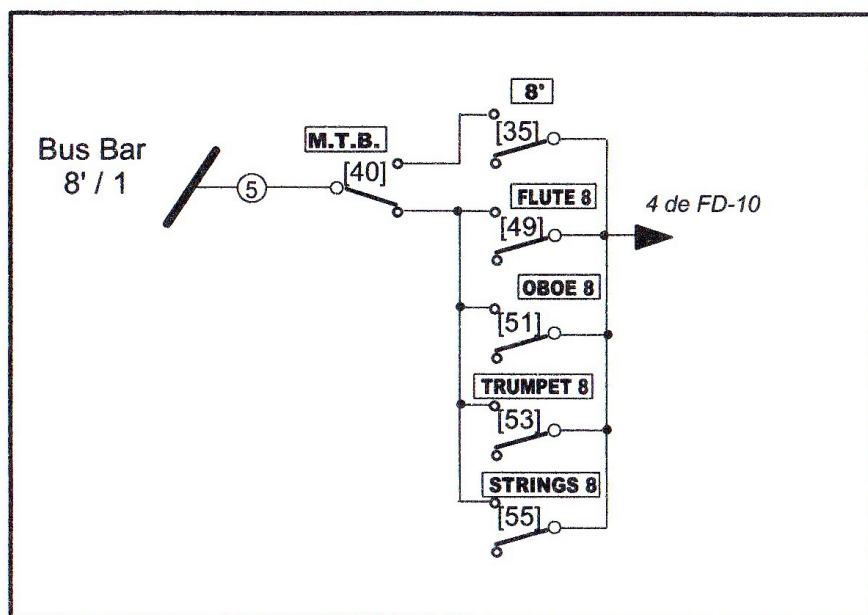 8'
M.T.B.
[35]
Bus Bar
8' / 1
[40]
5
FLUTE 8
4 de FD-10
[49]
OBOE 8
[51]
TRUMPET 8
[53]
STRINGS 8
[55]